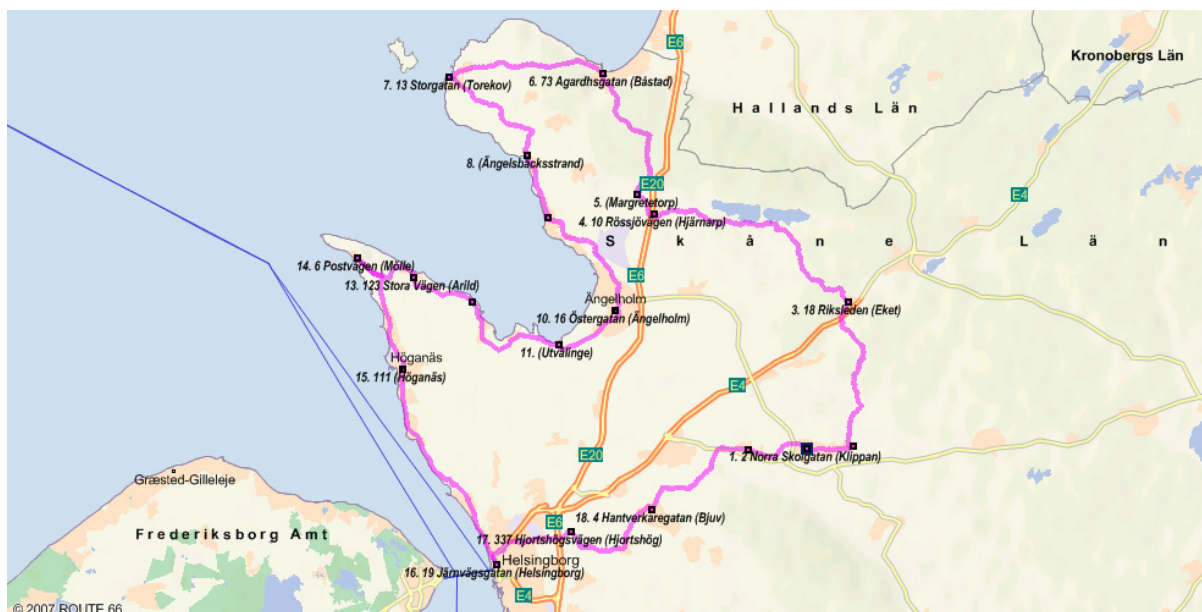 E6
Kronobergs Län
6. 73 Agardhsgatan (Båstad)
7. 13 Storgatan (Torekov)
Hallands Län
8. (Ängelsbäcksstrand)
E20
E4
5. (Margretetorp)
4. 10 Rössjövägen (Hjärnarp)
Skåne Län
14. 6 Postvägen (Mölle)
E6
13. 123 Stora Vägen (Arild)
Ängelholm
3. 18 Riksleden (Eket)
10. 16 Östergatan (Ängelholm)
11. (Utvälinge)
Höganäs
15. 111 (Höganäs)
E4
E20
1. 2 Norra Skolgatan (Klippan)
Græsted-Gilleleje
18. 4 Hantverkaregatan (Bjuv)
E6
Frederiksborg Amt
17. 337 Hjortshögsvägen (Hjortshög)
Helsingborg
16. 19 Järnvägsgatan (Helsingborg)
E4
© 2007 ROUTE 66